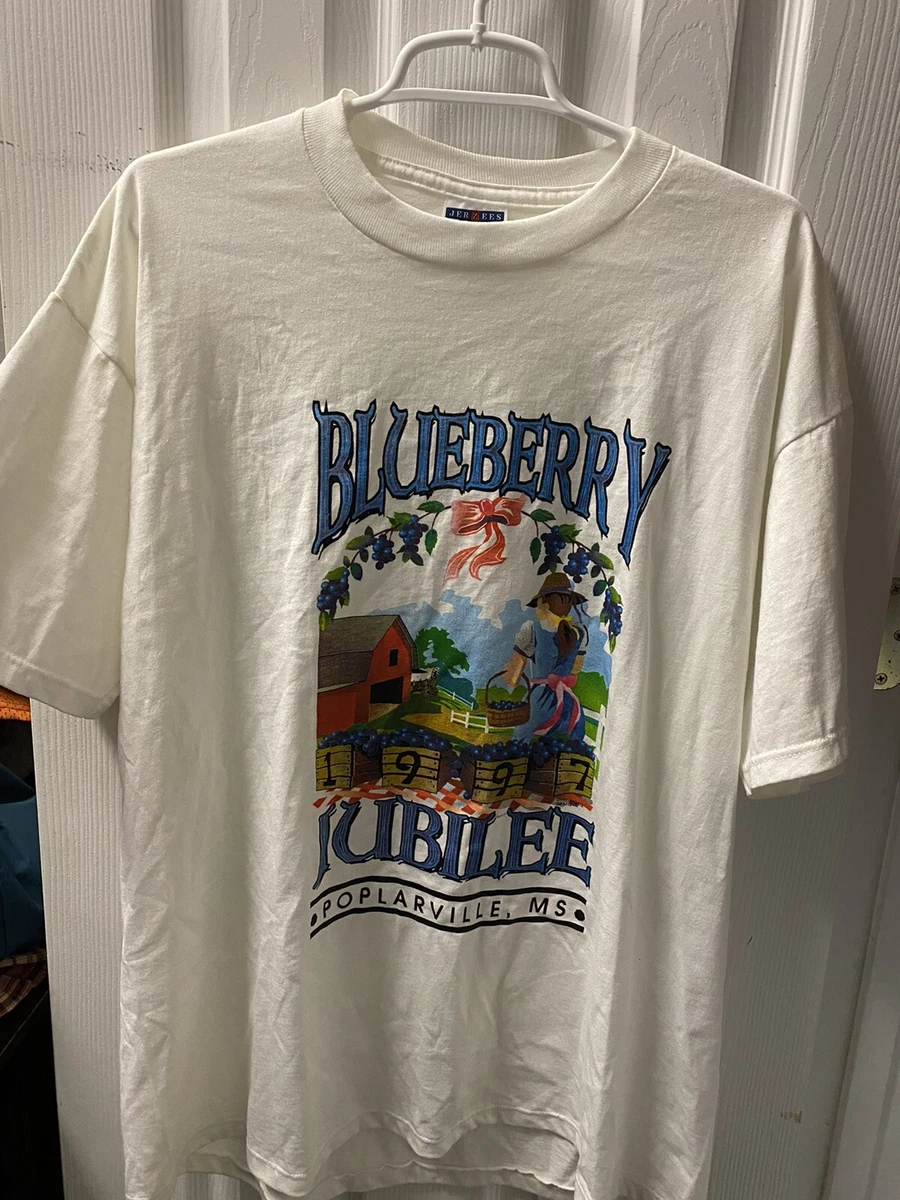 JERZEES
BLUEBERRY
1997
JUBILEE
POPLARVILLE, MS